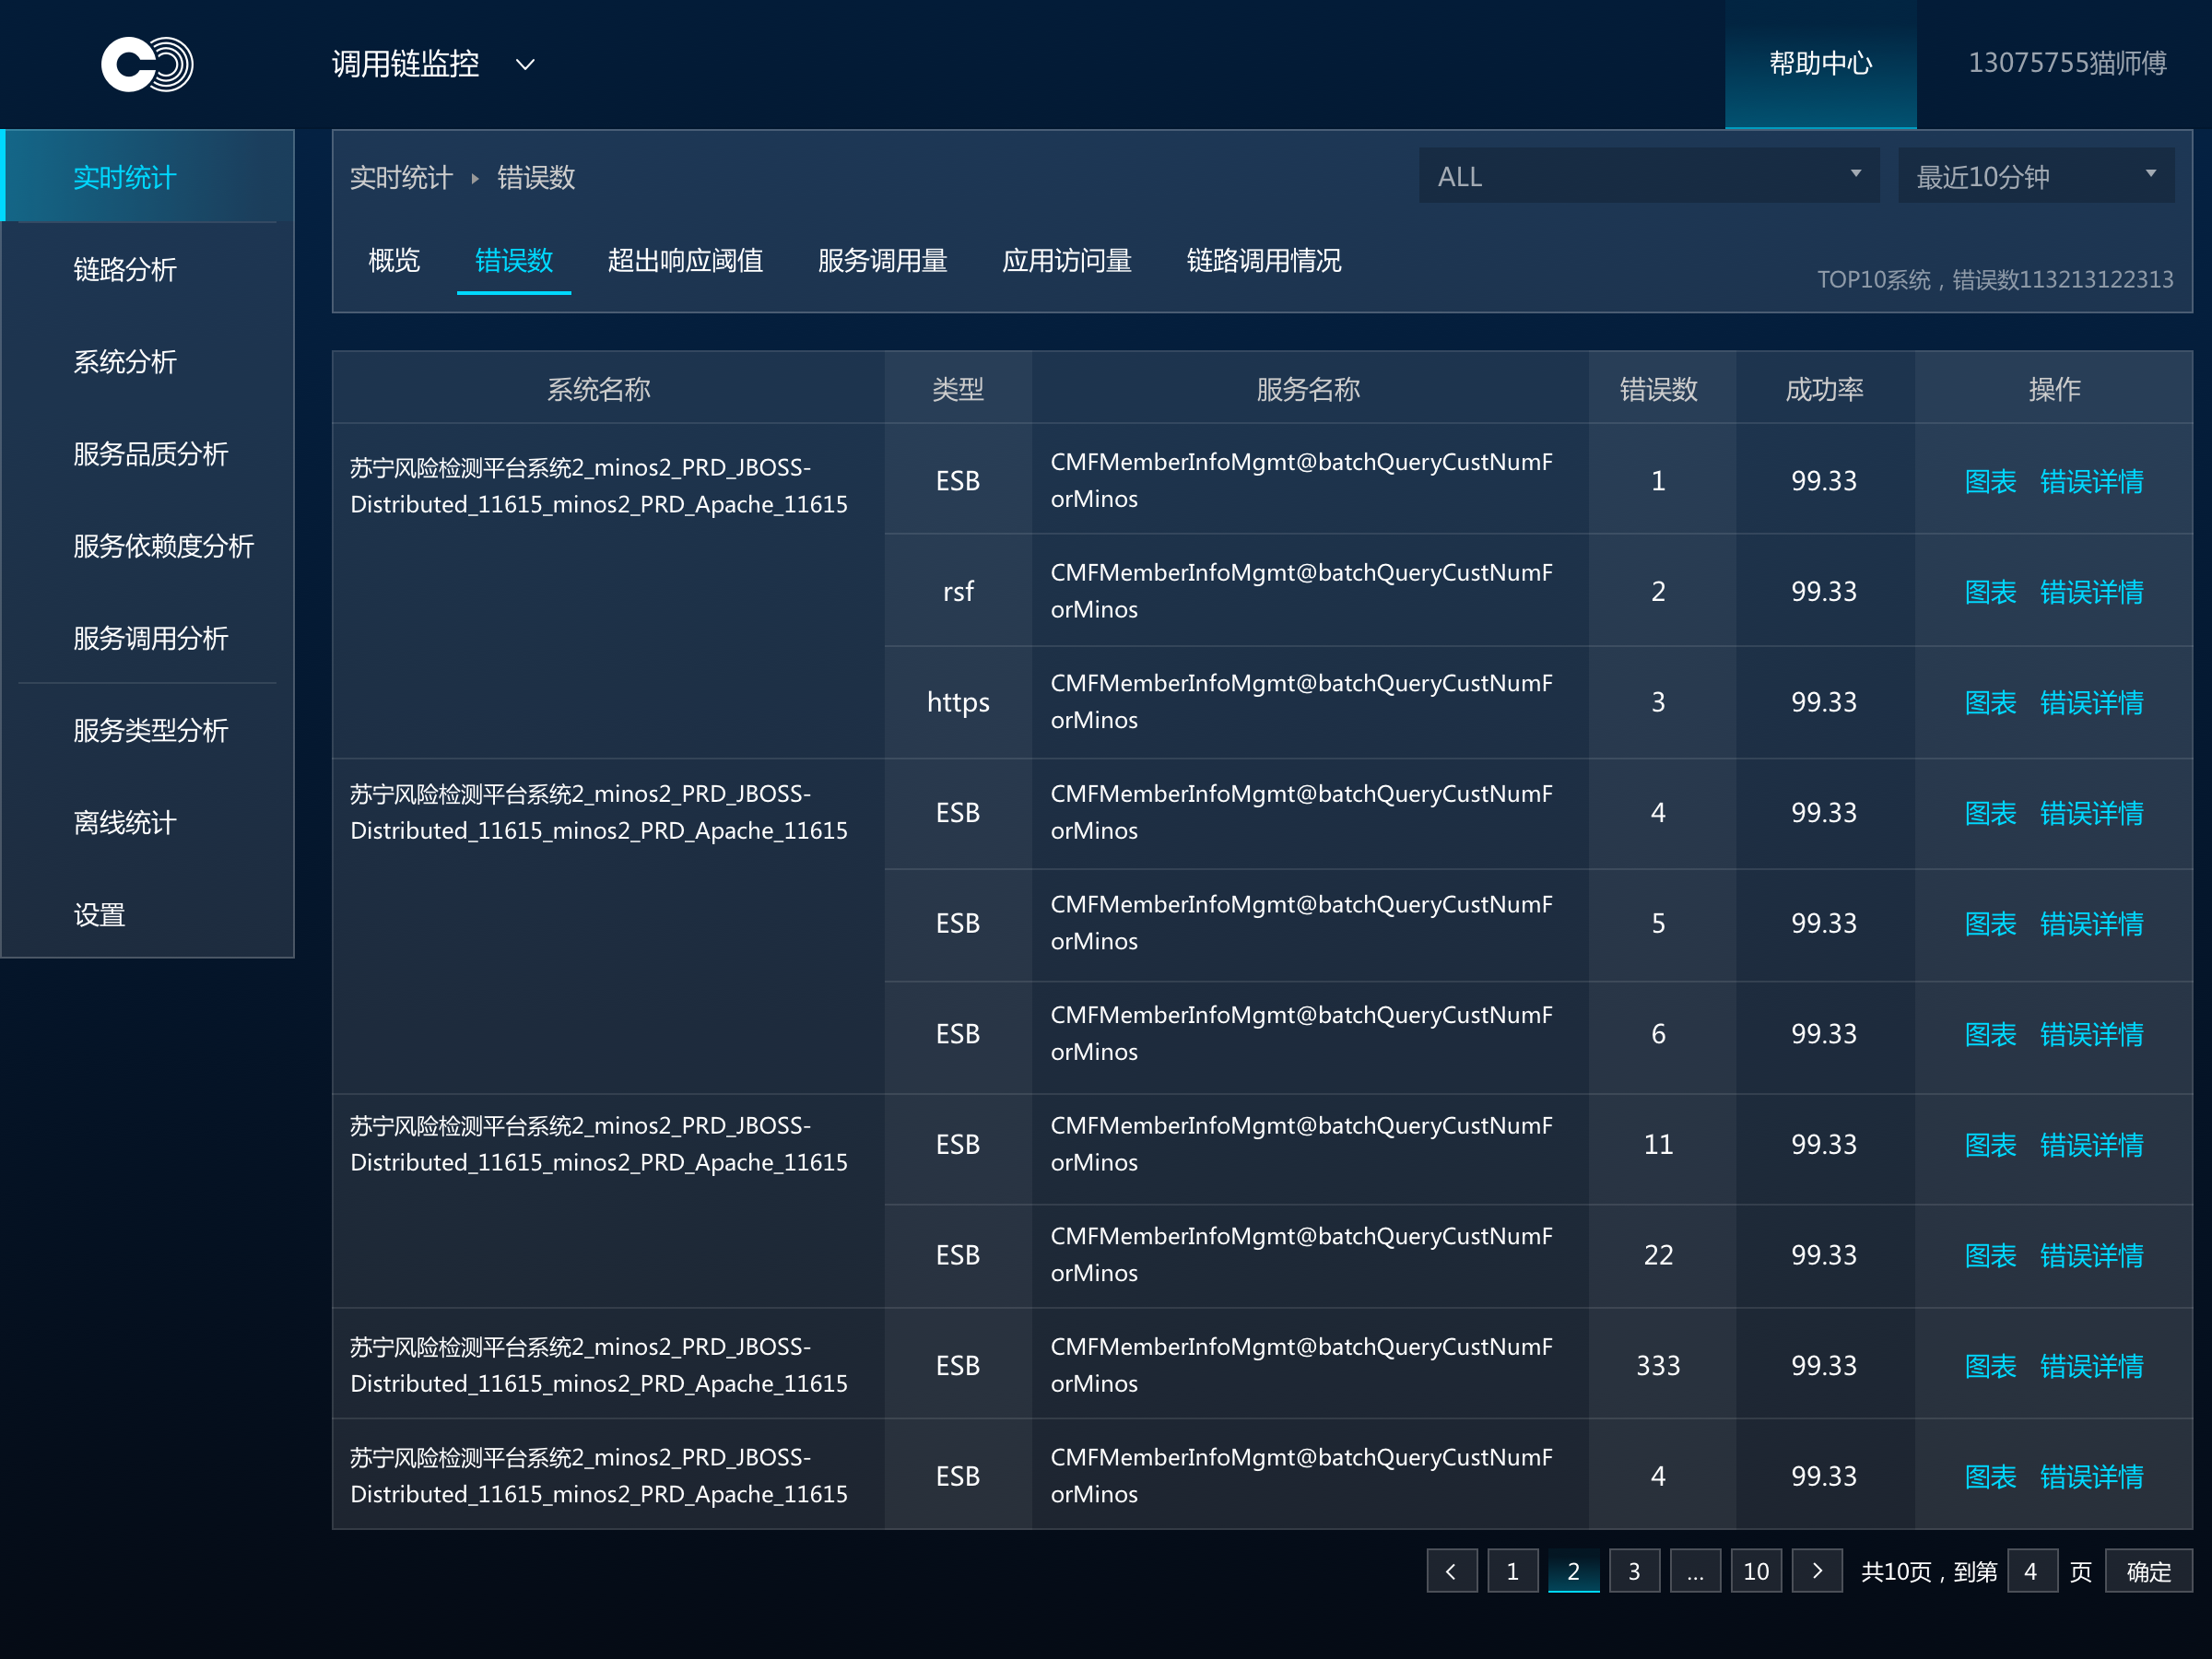 调用链监控
帮助中心
13075755猫师傅
实时统计
链路分析
系统分析
服务品质分析
服务依赖度分析
服务调用分析
服务类型分析
离线统计
设置
实时统计 错误数
ALL
最近10分钟
概览 错误数 超出响应阈值 服务调用量 应用访问量 链路调用情况
TOP10系统，错误数113213122313
系统名称 类型 服务名称 错误数 成功率 操作
苏宁风险检测平台系统2_minos2_PRD_JBOSS-
Distributed_11615_minos2_PRD_Apache_11615
ESB
CMFMemberInfoMgmt@batchQueryCustNumF
orMinos
1 99.33 图表 错误详情
rsf
CMFMemberInfoMgmt@batchQueryCustNumF
orMinos
2 99.33 图表 错误详情
https
CMFMemberInfoMgmt@batchQueryCustNumF
orMinos
3 99.33 图表 错误详情
苏宁风险检测平台系统2_minos2_PRD_JBOSS-
Distributed_11615_minos2_PRD_Apache_11615
ESB
CMFMemberInfoMgmt@batchQueryCustNumF
orMinos
4 99.33 图表 错误详情
ESB
CMFMemberInfoMgmt@batchQueryCustNumF
orMinos
5 99.33 图表 错误详情
ESB
CMFMemberInfoMgmt@batchQueryCustNumF
orMinos
6 99.33 图表 错误详情
苏宁风险检测平台系统2_minos2_PRD_JBOSS-
Distributed_11615_minos2_PRD_Apache_11615
ESB
CMFMemberInfoMgmt@batchQueryCustNumF
orMinos
11 99.33 图表 错误详情
ESB
CMFMemberInfoMgmt@batchQueryCustNumF
orMinos
22 99.33 图表 错误详情
苏宁风险检测平台系统2_minos2_PRD_JBOSS-
Distributed_11615_minos2_PRD_Apache_11615
ESB
CMFMemberInfoMgmt@batchQueryCustNumF
orMinos
333 99.33 图表 错误详情
苏宁风险检测平台系统2_minos2_PRD_JBOSS-
Distributed_11615_minos2_PRD_Apache_11615
ESB
CMFMemberInfoMgmt@batchQueryCustNumF
orMinos
4 99.33 图表 错误详情
1 2 3 ... 10 共10页，到第 4 页 确定